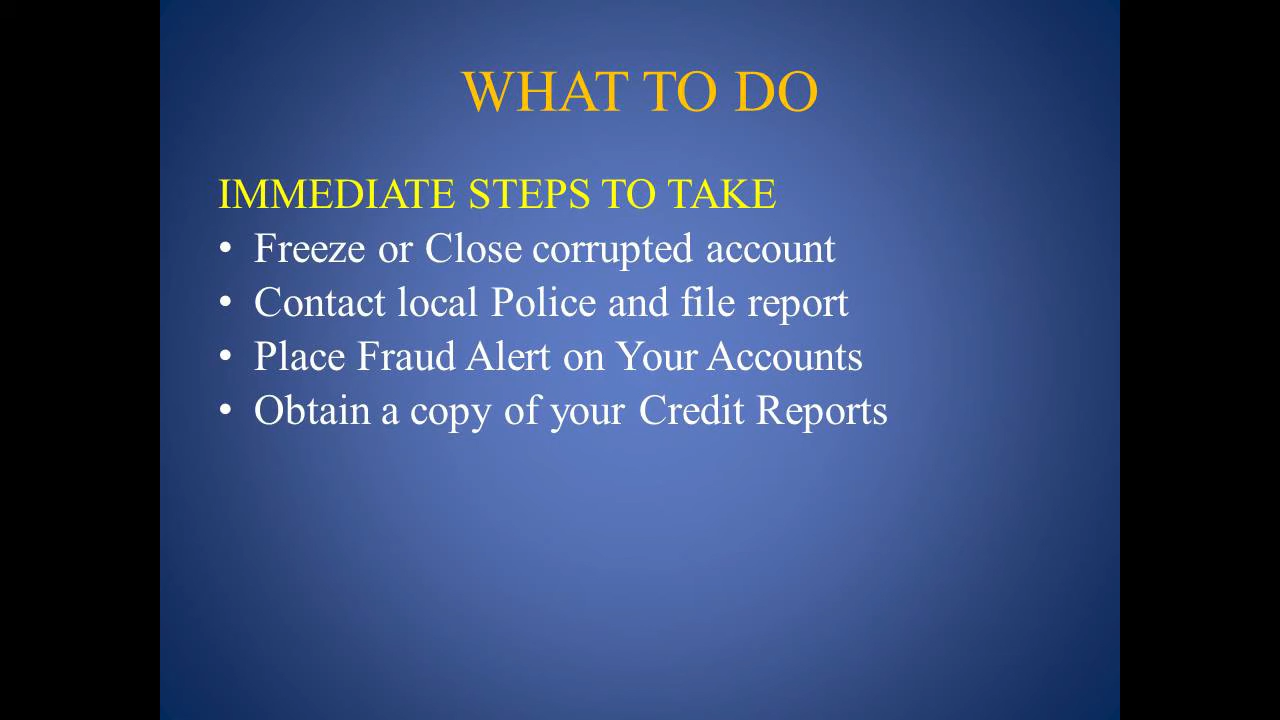 WHAT TO DO
IMMEDIATE STEPS TO TAKE
• Freeze or Close corrupted account
• Contact local Police and file report
• Place Fraud Alert on Your Accounts
• Obtain a copy of your Credit Reports